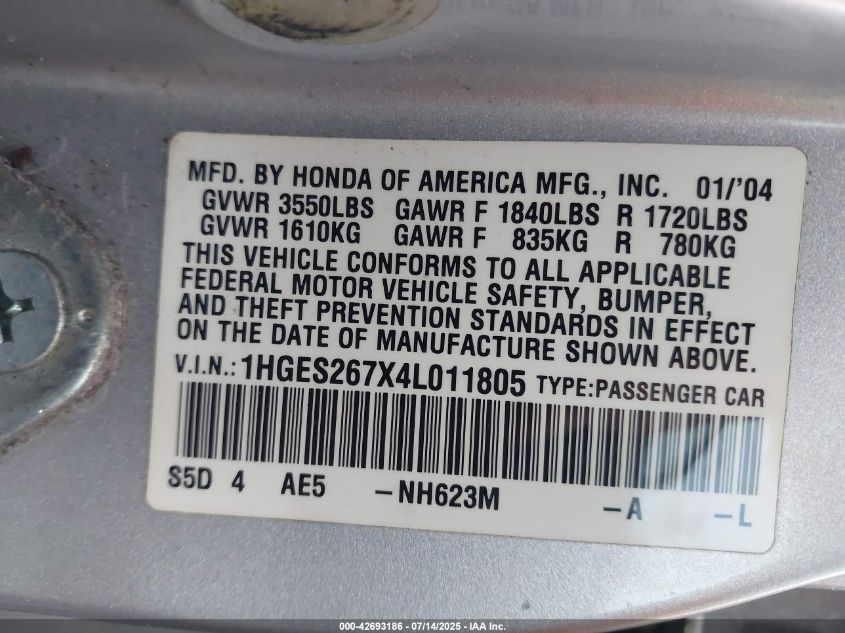 MFD. BY HONDA OF AMERICA MFG., INC. 01/'04
GVWR 3550LBS GAWR F 1840LBS R 1720LBS
GVWR 1610KG GAWR F 835KG R 780KG
THIS VEHICLE CONFORMS TO ALL APPLICABLE
FEDERAL MOTOR VEHICLE SAFETY, BUMPER,
AND THEFT PREVENTION STANDARDS IN EFFECT
ON THE DATE OF MANUFACTURE SHOWN ABOVE.
V.I.N.: 1HGES267X4L011805 TYPE:PASSENGER CAR
S5D 4 AE5 -NH623M -A -L
000-42693186 - 07/14/2025 - IAA Inc.